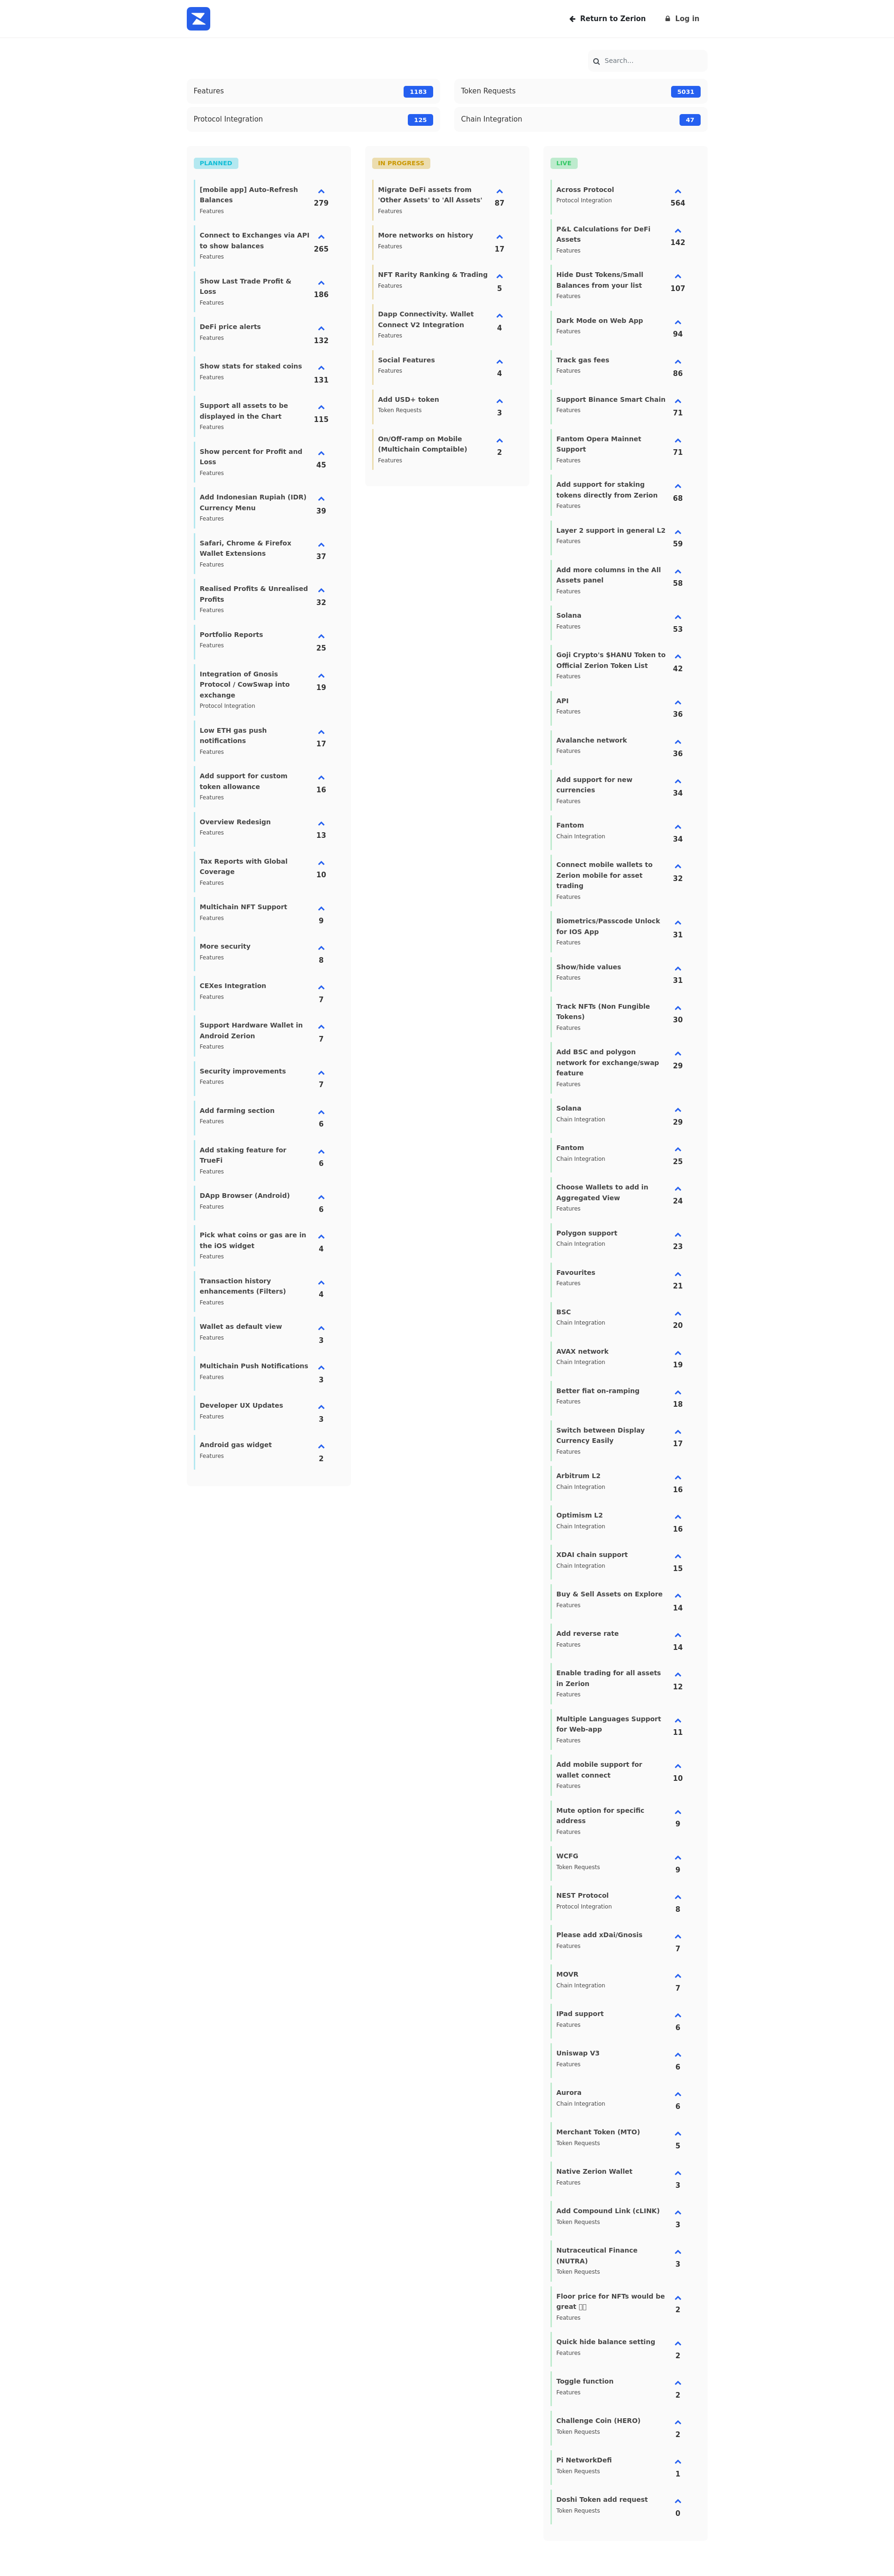 Return to Zerion
Log in
Search...
Features
1183
Token Requests
5031
Protocol Integration
125
Chain Integration
47
PLANNED
[mobile app] Auto-Refresh
Balances
Features
279
Connect to Exchanges via API
to show balances
Features
265
Show Last Trade Profit &
Loss
Features
186
DeFi price alerts
Features
132
Show stats for staked coins
Features
131
Support all assets to be
displayed in the Chart
Features
115
Show percent for Profit and
Loss
Features
45
Add Indonesian Rupiah (IDR)
Currency Menu
Features
39
Safari, Chrome & Firefox
Wallet Extensions
Features
37
Realised Profits & Unrealised
Profits
Features
32
Portfolio Reports
Features
25
Integration of Gnosis
Protocol / CowSwap into
exchange
Protocol Integration
19
Low ETH gas push
notifications
Features
17
Add support for custom
token allowance
Features
16
Overview Redesign
Features
13
Tax Reports with Global
Coverage
Features
10
Multichain NFT Support
Features
9
More security
Features
8
CEXes Integration
Features
7
Support Hardware Wallet in
Android Zerion
Features
7
Security improvements
Features
7
Add farming section
Features
6
Add staking feature for
TrueFi
Features
6
DApp Browser (Android)
Features
6
Pick what coins or gas are in
the iOS widget
Features
4
Transaction history
enhancements (Filters)
Features
4
Wallet as default view
Features
3
Multichain Push Notifications
Features
3
Developer UX Updates
Features
3
Android gas widget
Features
2
IN PROGRESS
Migrate DeFi assets from
'Other Assets' to 'All Assets'
Features
87
More networks on history
Features
17
NFT Rarity Ranking & Trading
Features
5
Dapp Connectivity. Wallet
Connect V2 Integration
Features
4
Social Features
Features
4
Add USD+ token
Token Requests
3
On/Off-ramp on Mobile
(Multichain Comptaible)
Features
2
LIVE
Across Protocol
Protocol Integration
564
P&L Calculations for DeFi
Assets
Features
142
Hide Dust Tokens/Small
Balances from your list
Features
107
Dark Mode on Web App
Features
94
Track gas fees
Features
86
Support Binance Smart Chain
Features
71
Fantom Opera Mainnet
Support
Features
71
Add support for staking
tokens directly from Zerion
Features
68
Layer 2 support in general L2
Features
59
Add more columns in the All
Assets panel
Features
58
Solana
Features
53
Goji Crypto's $HANU Token to
Official Zerion Token List
Features
42
API
Features
36
Avalanche network
Features
36
Add support for new
currencies
Features
34
Fantom
Chain Integration
34
Connect mobile wallets to
Zerion mobile for asset
trading
Features
32
Biometrics/Passcode Unlock
for IOS App
Features
31
Show/hide values
Features
31
Track NFTs (Non Fungible
Tokens)
Features
30
Add BSC and polygon
network for exchange/swap
feature
Features
29
Solana
Chain Integration
29
Fantom
Chain Integration
25
Choose Wallets to add in
Aggregated View
Features
24
Polygon support
Chain Integration
23
Favourites
Features
21
BSC
Chain Integration
20
AVAX network
Chain Integration
19
Better fiat on-ramping
Features
18
Switch between Display
Currency Easily
Features
17
Arbitrum L2
Chain Integration
16
Optimism L2
Chain Integration
16
XDAI chain support
Chain Integration
15
Buy & Sell Assets on Explore
Features
14
Add reverse rate
Features
14
Enable trading for all assets
in Zerion
Features
12
Multiple Languages Support
for Web-app
Features
11
Add mobile support for
wallet connect
Features
10
Mute option for specific
address
Features
9
WCFG
Token Requests
9
NEST Protocol
Protocol Integration
8
Please add xDai/Gnosis
Features
7
MOVR
Chain Integration
7
IPad support
Features
6
Uniswap V3
Features
6
Aurora
Chain Integration
6
Merchant Token (MTO)
Token Requests
5
Native Zerion Wallet
Features
3
Add Compound Link (cLINK)
Token Requests
3
Nutraceutical Finance
(NUTRA)
Token Requests
3
Floor price for NFTs would be
great
Features
2
Quick hide balance setting
Features
2
Toggle function
Features
2
Challenge Coin (HERO)
Token Requests
2
Pi NetworkDefi
Token Requests
1
Doshi Token add request
Token Requests
0